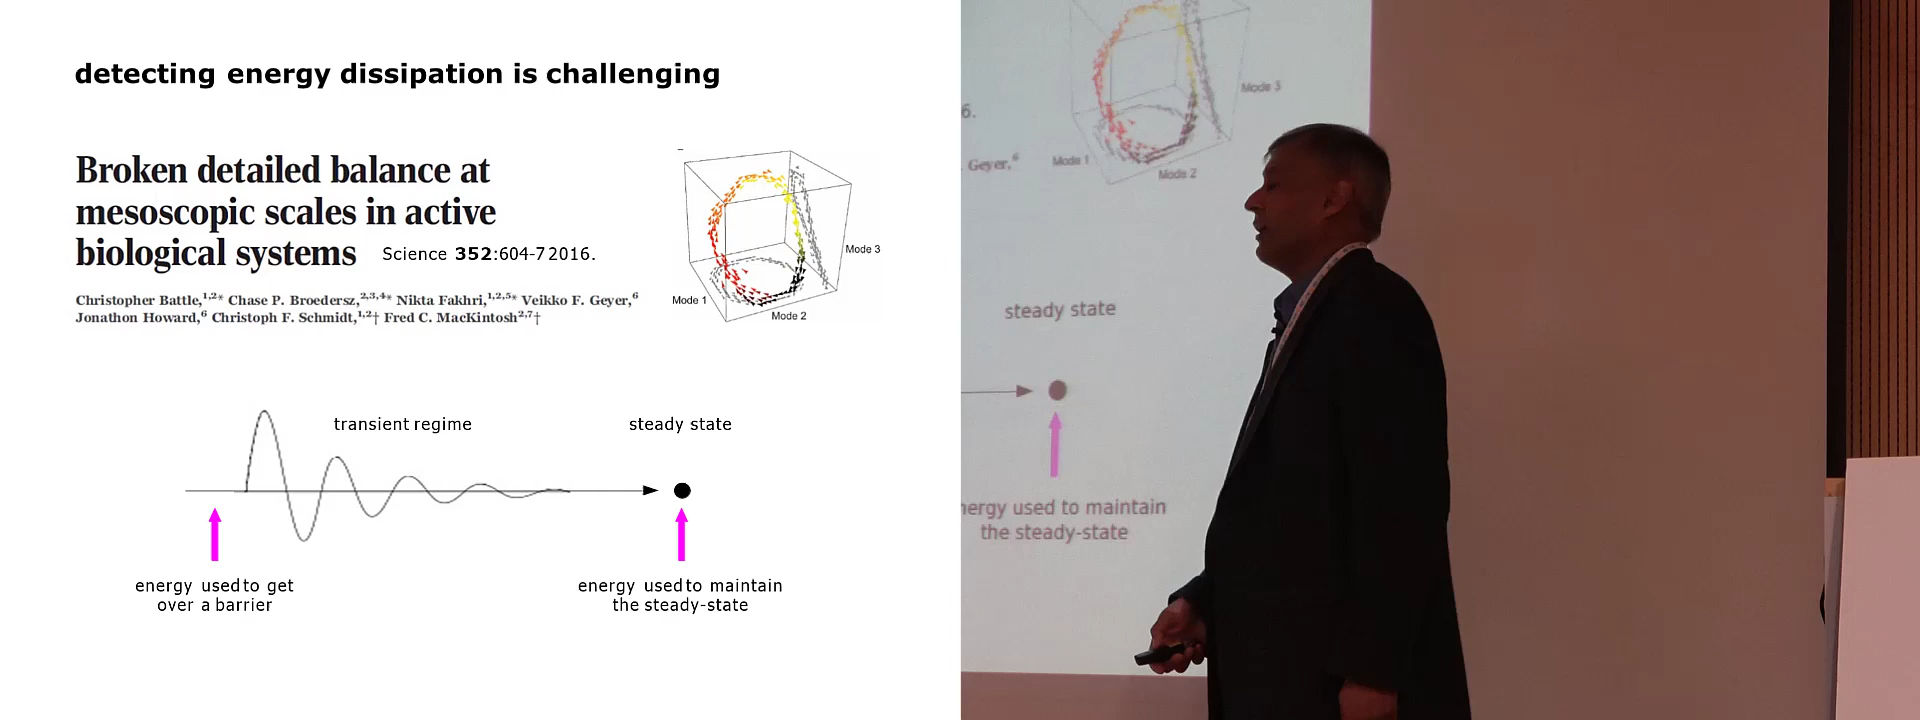 detecting energy dissipation is challenging
Broken detailed balance at
mesoscopic scales in active
biological systems
Science 352:604-7 2016.
Christopher Battle,1,2* Chase P. Broedersz,2,3,4* Nikta Fakhri,1,2,5* Veikko F. Geyer,6
Jonathon Howard,6 Christoph F. Schmidt,1,2† Fred C. MacKintosh2,7†
Mode 3
Mode 1
Mode 2
transient regime
steady state
energy used to get
over a barrier
energy used to maintain
the steady-state
6.
Geyer,6
Mode 3
Mode 1
Mode 2
steady state
nergy used to maintain
the steady-state